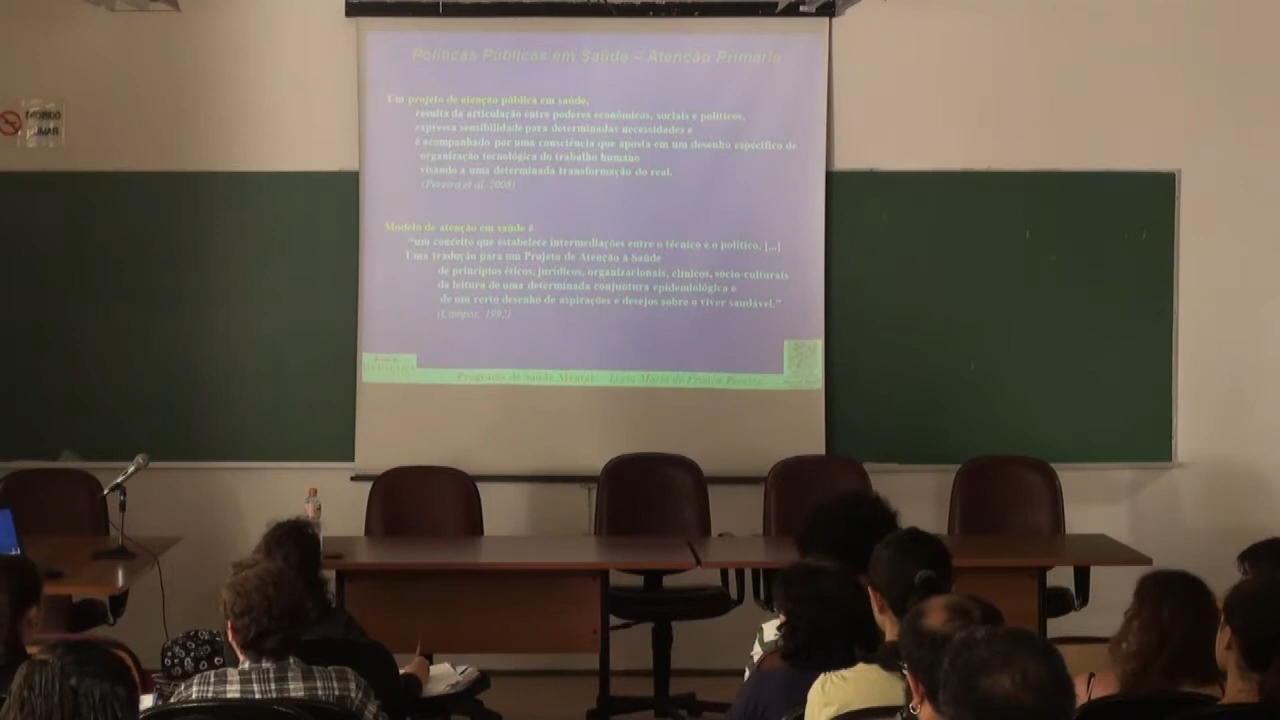 Políticas Públicas em Saúde – Atenção Primária
PROIBIDO
FUMAR
Um projeto de atenção pública em saúde,
resulta da articulação entre poderes econômicos, sociais e políticos,
expressa sensibilidade para determinadas necessidades e
é acompanhado por uma consciência que aposta em um desenho específico de
organização tecnológica do trabalho humano
visando a uma determinada transformação do real.
(Pereira et al. 2008)
Modelo de atenção em saúde é
“um conceito que estabelece intermediações entre o técnico e o político. [...]
Uma tradução para um Projeto de Atenção à Saúde
de princípios éticos, jurídicos, organizacionais, clínicos, sócio-culturais
da leitura de uma determinada conjuntura epidemiológica e
de um certo desenho de aspirações e desejos sobre o viver saudável.”
(Campos, 1992)
Programa de Saúde Mental Maria de Pereira